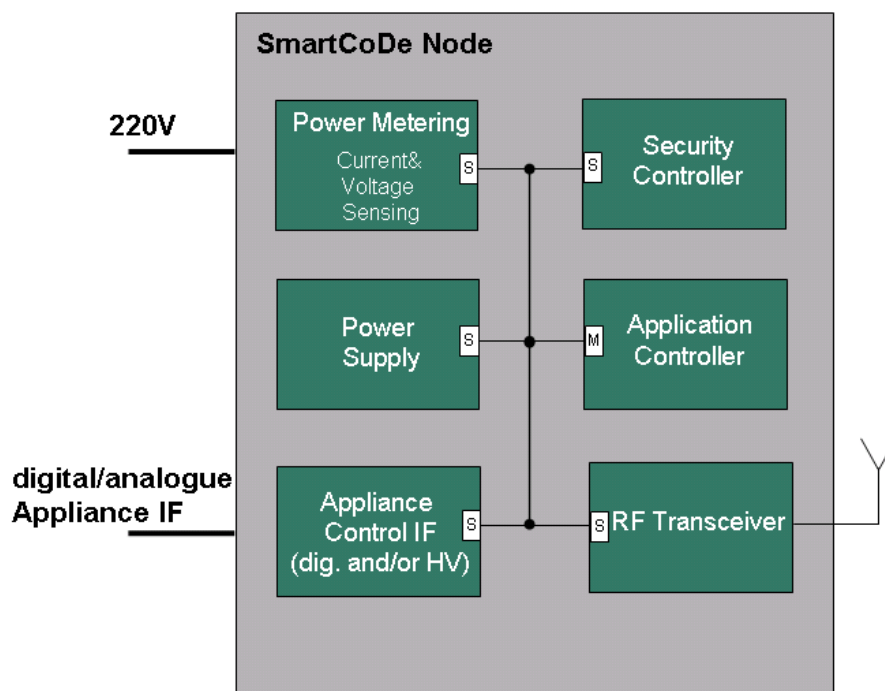 SmartCoDe Node
220V
Power Metering
Current&
Voltage
Sensing
S
S
Security
Controller
Power
Supply
S
M
Application
Controller
digital/analogue
Appliance IF
Appliance
Control IF
(dig. and/or HV)
S
S
RF Transceiver